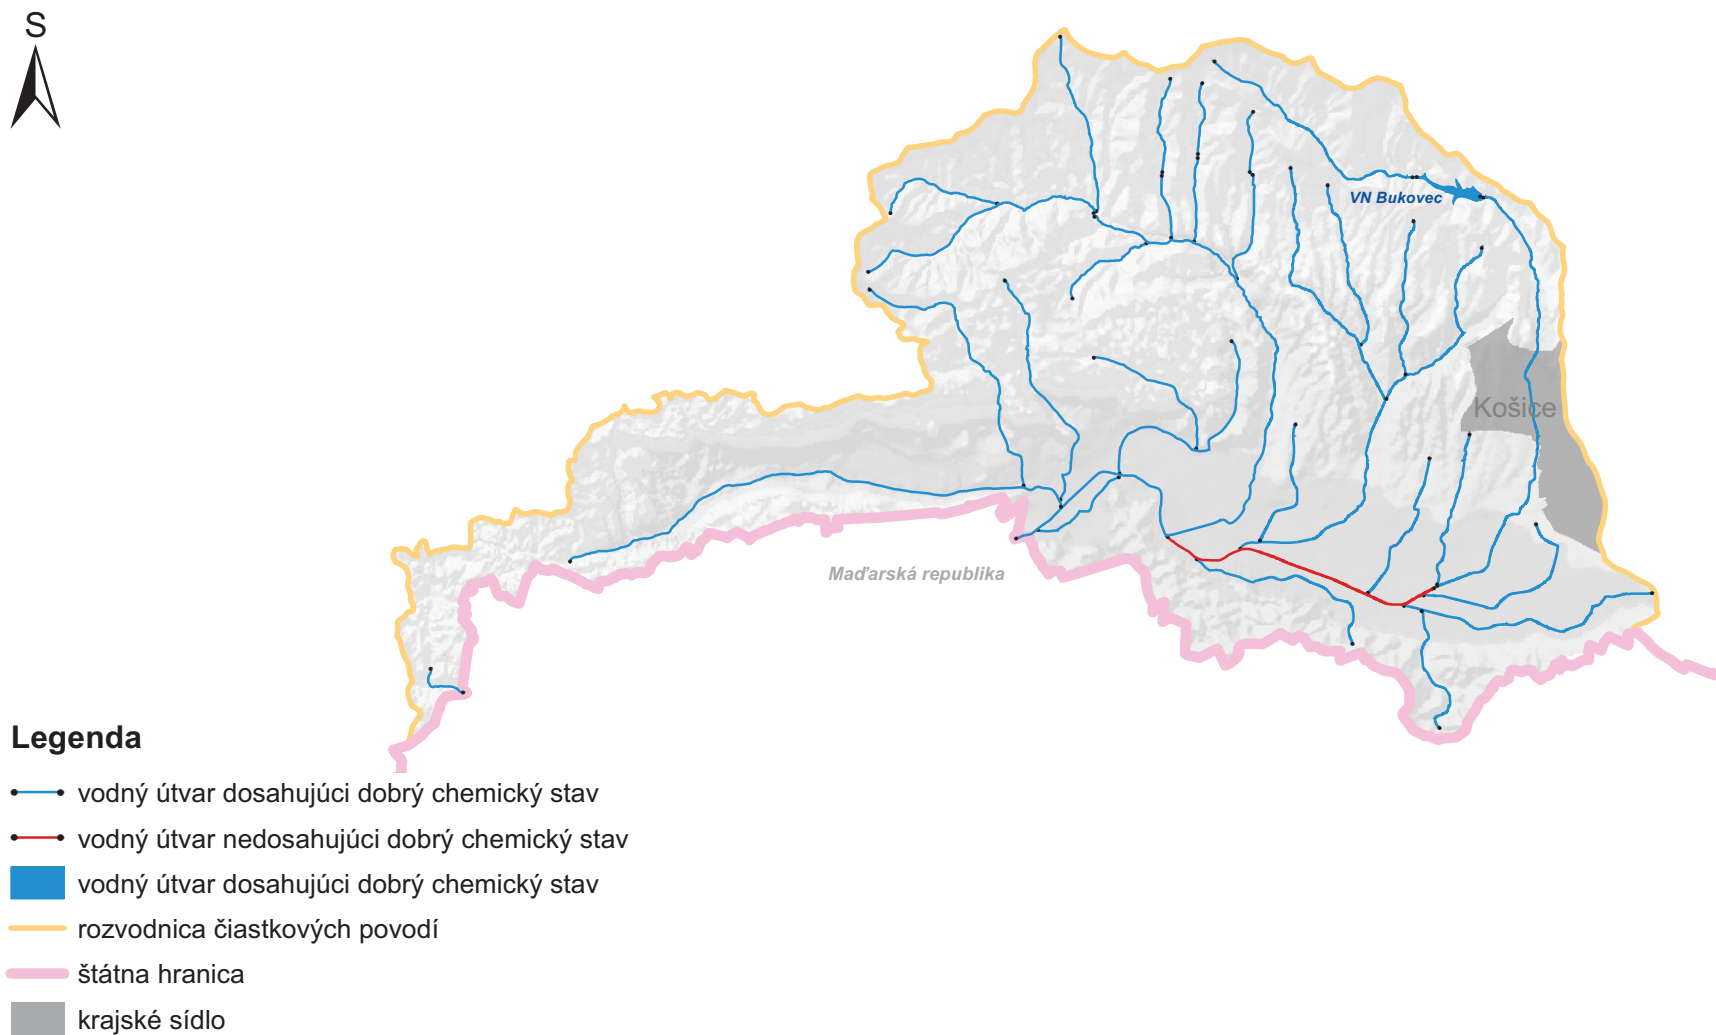 S
VN Bukovec
Košice
Maďarská republika
Legenda
vodný útvar dosahujúci dobrý chemický stav
vodný útvar nedosahujúci dobrý chemický stav
vodný útvar dosahujúci dobrý chemický stav
rozvodnica čiastkových povodí
štátna hranica
krajské sídlo